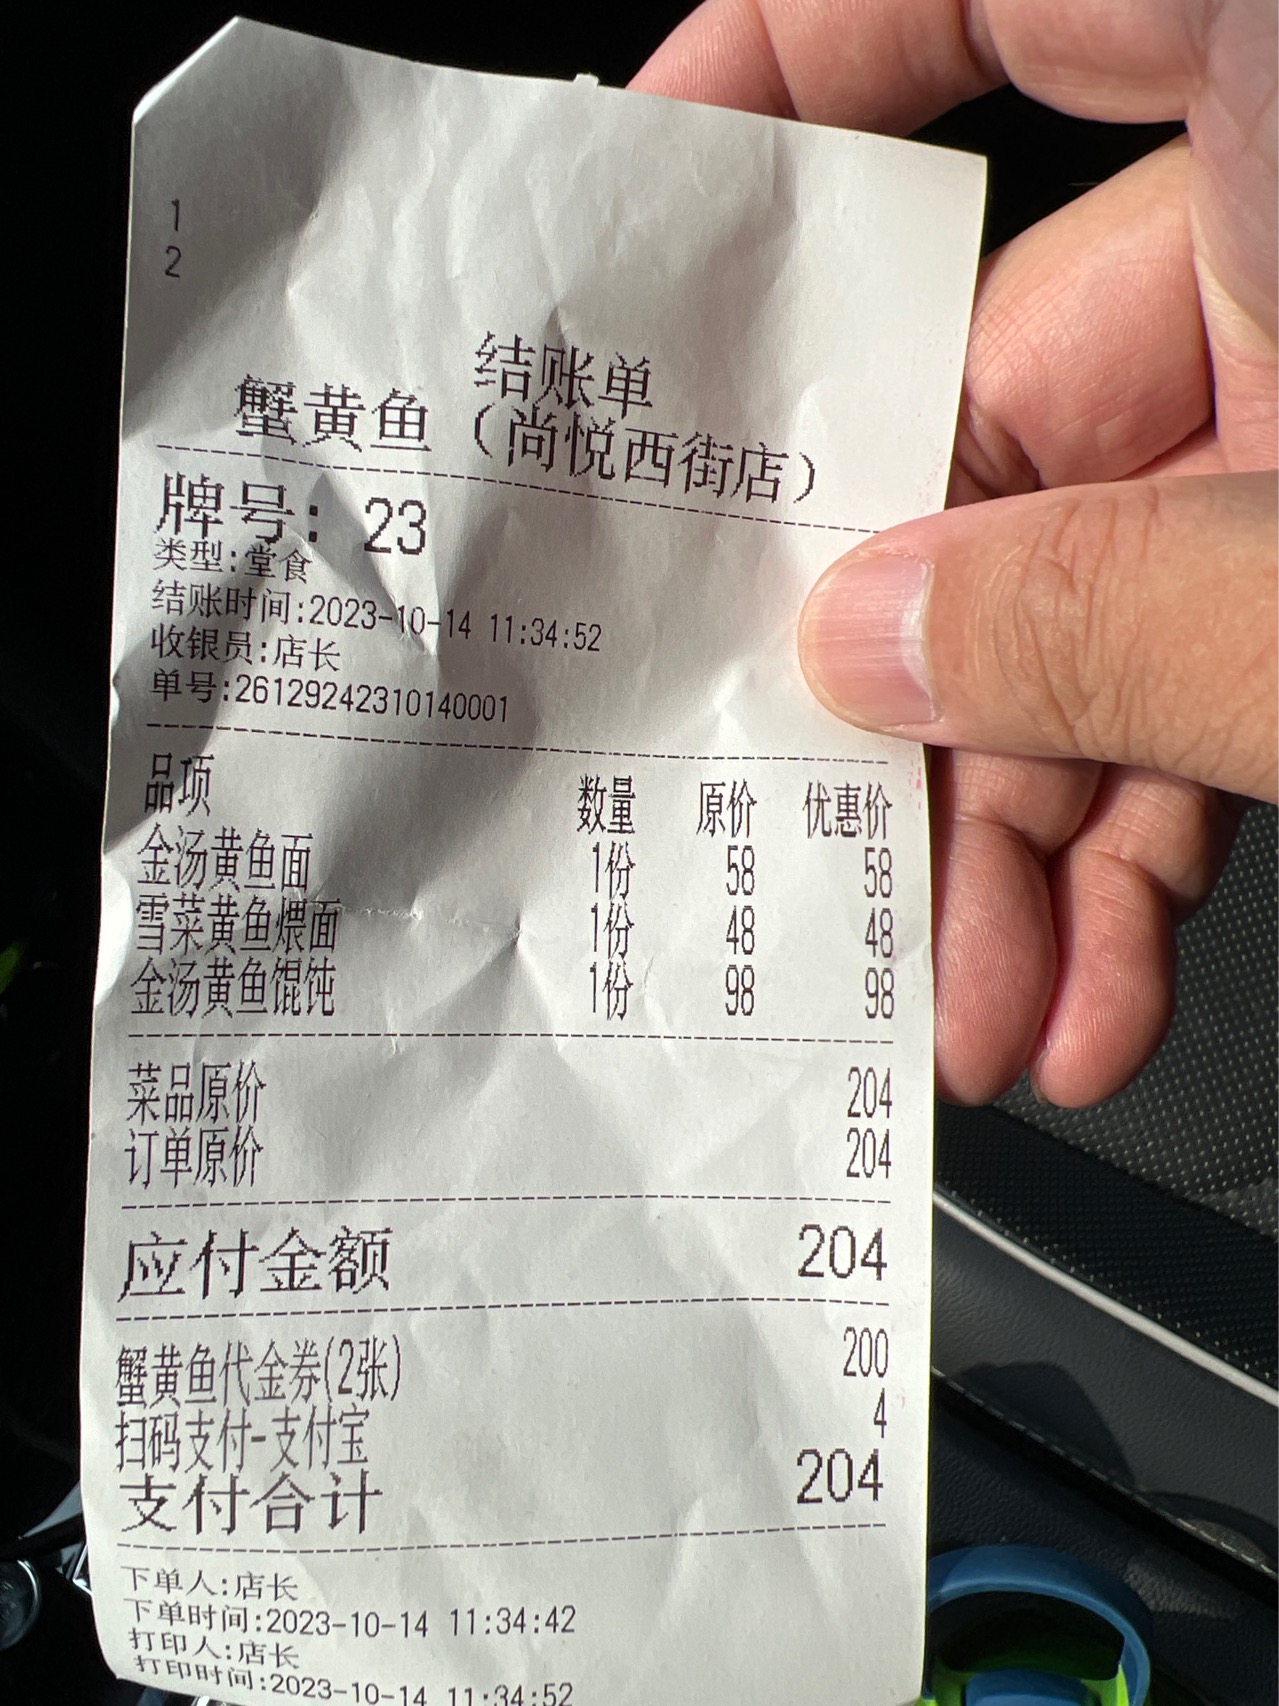 1
2
结账单
蟹黄鱼（尚悦西街店）
牌号：23
类型:堂食
结账时间:2023-10-14 11:34:52
收银员:店长
单号:26129242310140001
品项 数量 原价 优惠价
金汤黄鱼面 1份 58 58
雪菜黄鱼煨面 1份 48 48
金汤黄鱼馄饨 1份 98 98
菜品原价 204
订单原价 204
应付金额 204
蟹黄鱼代金券(2张) 200
扫码支付-支付宝 4
支付合计 204
下单人:店长
下单时间:2023-10-14 11:34:42
打印人:店长
打印时间:2023-10-14 11:34:52